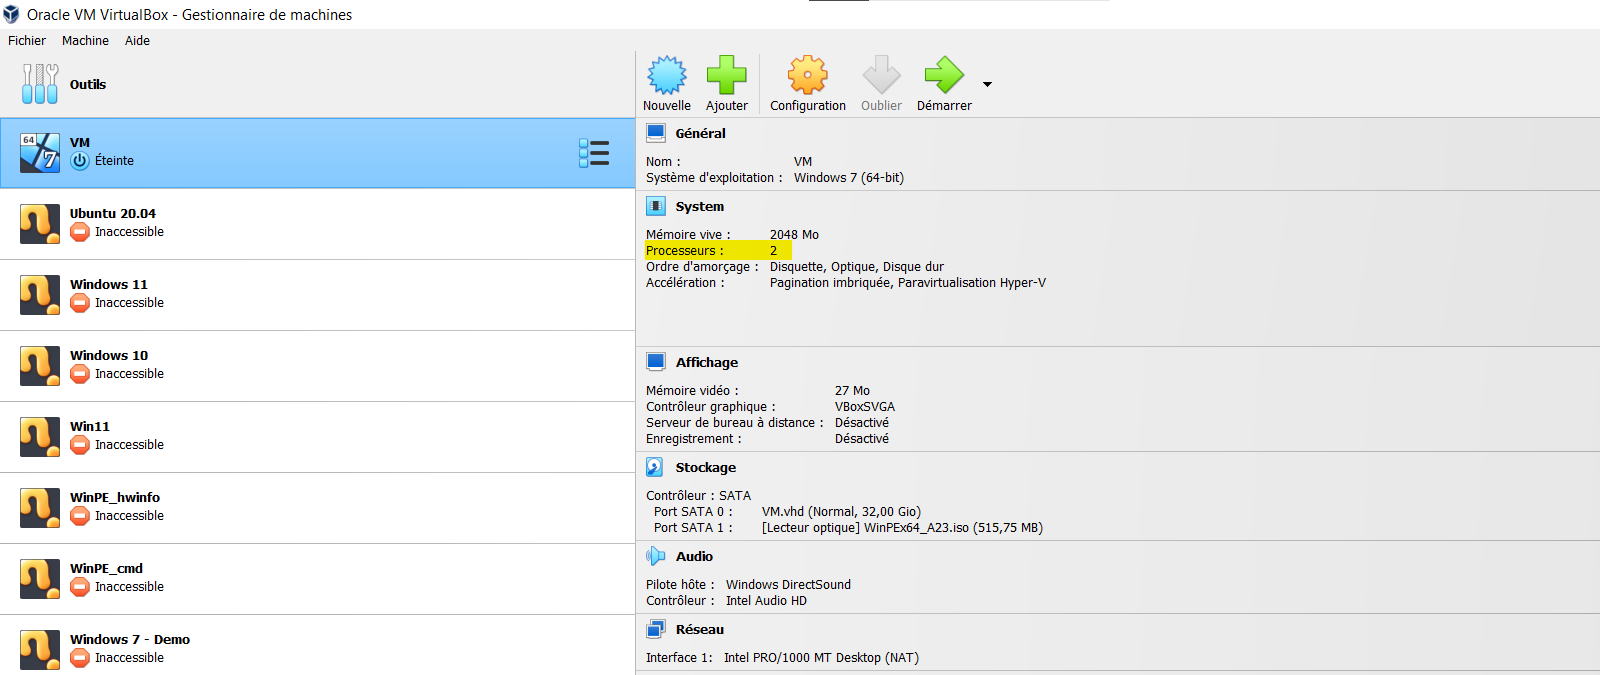 Oracle VM VirtualBox - Gestionnaire de machines
Fichier Machine Aide
Outils
VM
Éteinte
Ubuntu 20.04
Inaccessible
Windows 11
Inaccessible
Windows 10
Inaccessible
Win11
Inaccessible
WinPE_hwinfo
Inaccessible
WinPE_cmd
Inaccessible
Windows 7 - Demo
Inaccessible
Nouvelle Ajouter Configuration Oublier Démarrer
Général
Nom : VM
Système d'exploitation : Windows 7 (64-bit)
System
Mémoire vive : 2048 Mo
Processeurs : 2
Ordre d'amorçage : Disquette, Optique, Disque dur
Accélération : Pagination imbriquée, Paravirtualisation Hyper-V
Affichage
Mémoire vidéo : 27 Mo
Contrôleur graphique : VBoxSVGA
Serveur de bureau à distance : Désactivé
Enregistrement : Désactivé
Stockage
Contrôleur : SATA
Port SATA 0 : VM.vhd (Normal, 32,00 Gio)
Port SATA 1 : [Lecteur optique] WinPEx64_A23.iso (515,75 MB)
Audio
Pilote hôte : Windows DirectSound
Contrôleur : Intel Audio HD
Réseau
Interface 1: Intel PRO/1000 MT Desktop (NAT)
64
7